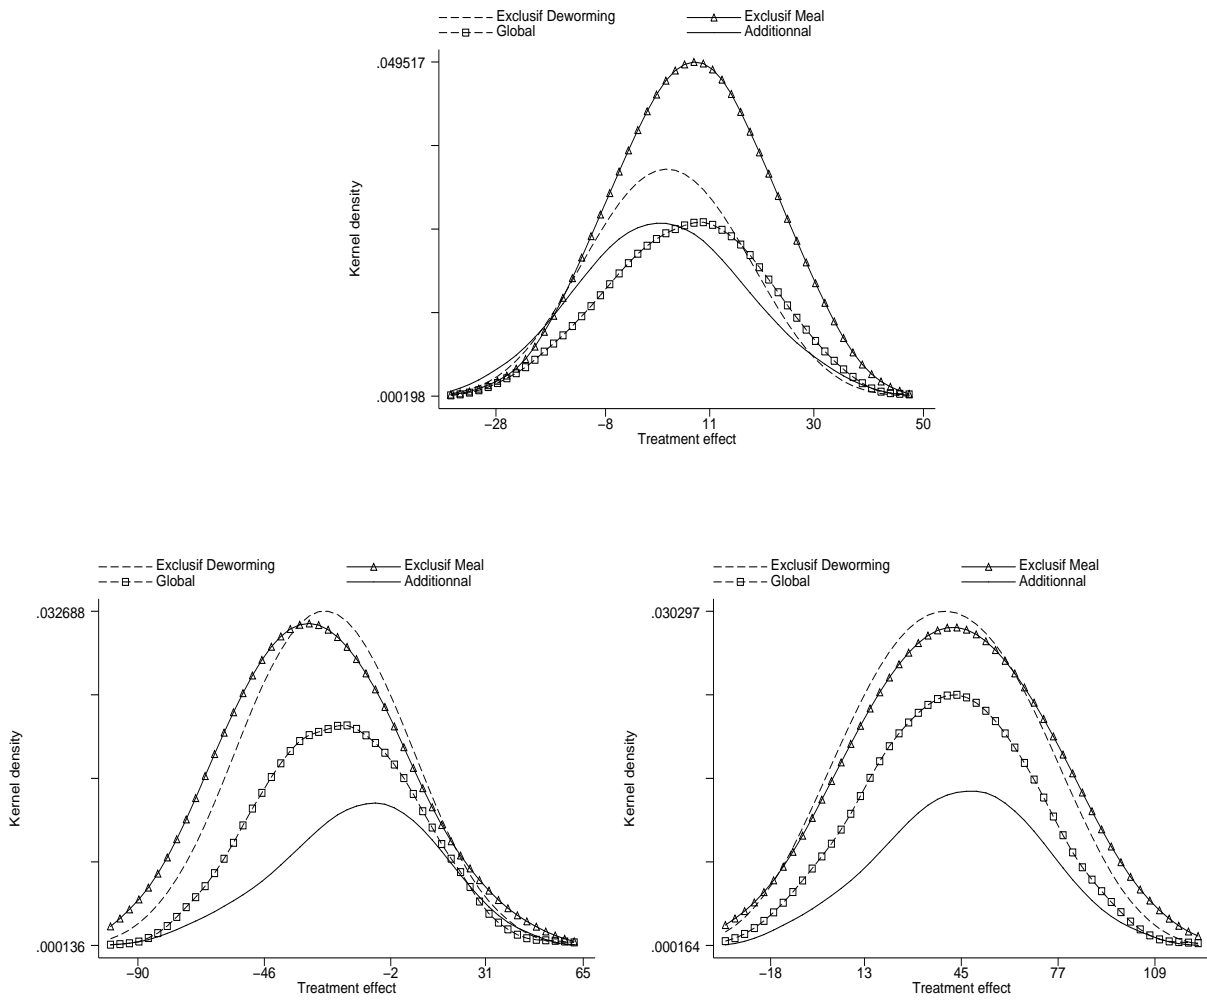 Exclusif Deworming
Exclusif Meal
Global
Additionnal
.049517
Kernel density
.000198
−28
−8
11
30
50
Treatment effect
Exclusif Deworming
Exclusif Meal
Global
Additionnal
.032688
Kernel density
.000136
−90
−46
−2
31
65
Treatment effect
Exclusif Deworming
Exclusif Meal
Global
Additionnal
.030297
Kernel density
.000164
−18
13
45
77
109
Treatment effect